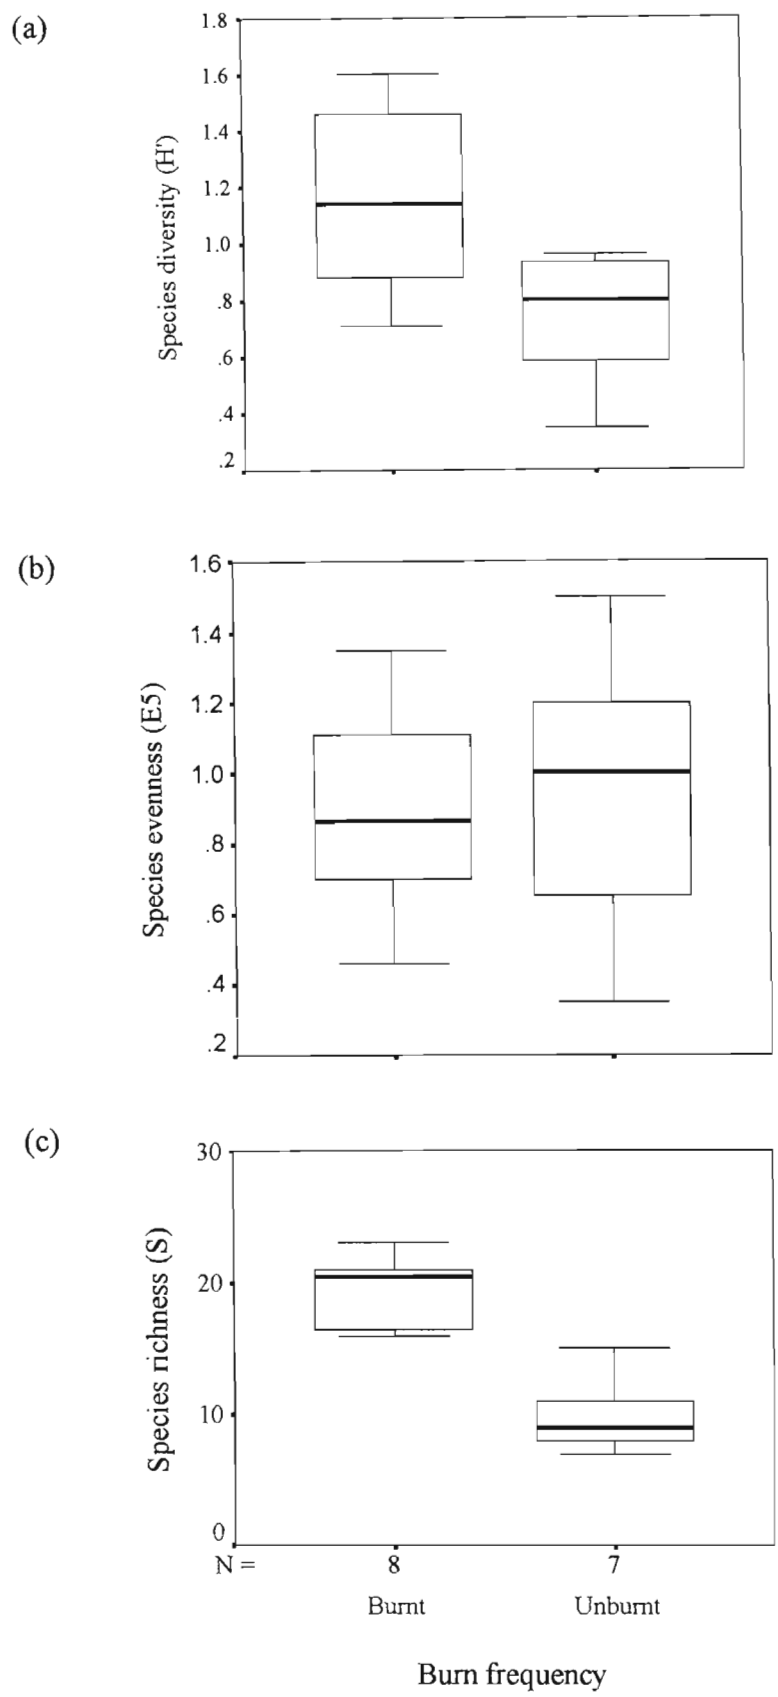 (a)
Species diversity (H')
1.8
1.6
1.4
1.2
1.0
.8
.6
.4
.2
(b)
Species evenness (E5)
1.6
1.4
1.2
1.0
.8
.6
.4
.2
(c)
Species richness (S)
30
20
10
0
N = 8 7
Burnt Unburnt
Burn frequency